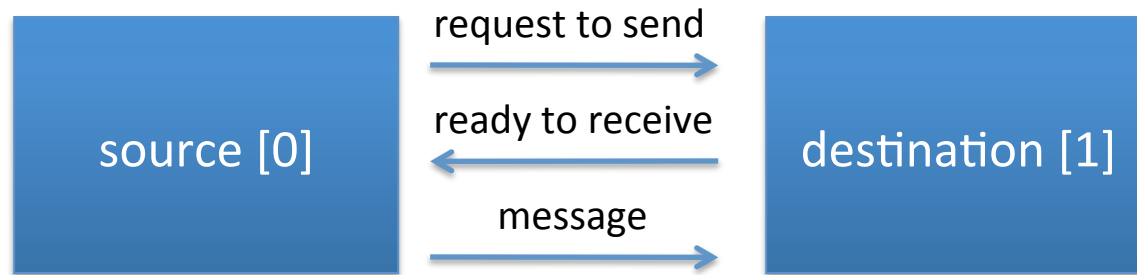 request to send
source [0]
ready to receive
destination [1]
message